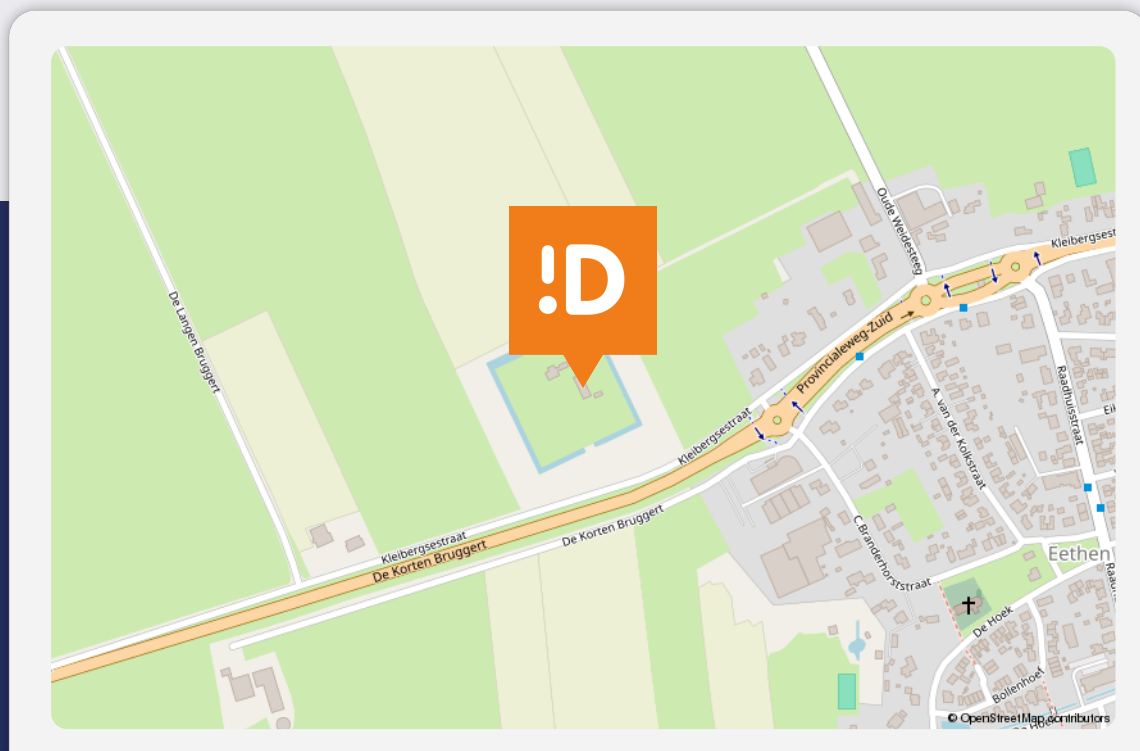 Oude Weidesteeg
Kleibergsest
!D
De Langen Bruggert
Provincialeweg-Zuid
Raadhuisstraat
A. van der Kolkstraat
Kleibergsestraat
Kleibergsestraat
De Korten Bruggert
De Korten Bruggert
C.Branderhorststraat
Eethen
De Hoek
Bollenhoef
© OpenStreetMap contributors